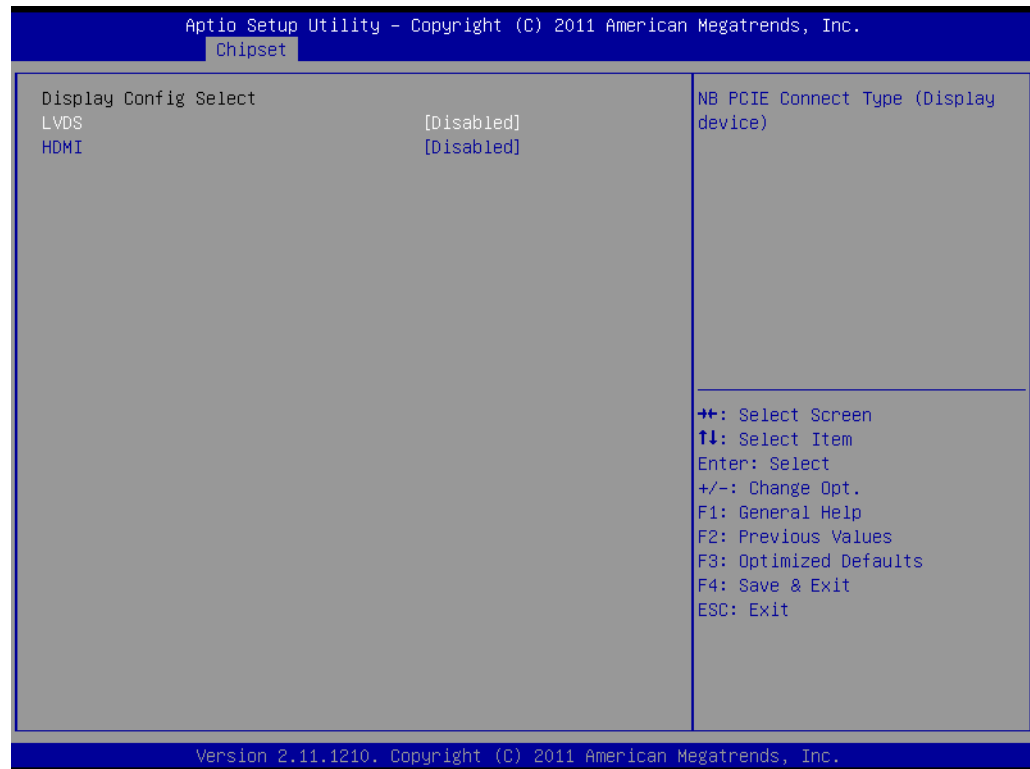 Aptio Setup Utility – Copyright (C) 2011 American Megatrends, Inc.
Chipset
Display Config Select
LVDS [Disabled]
HDMI [Disabled]
NB PCIE Connect Type (Display
device)
→←: Select Screen
↑↓: Select Item
Enter: Select
+/-: Change Opt.
F1: General Help
F2: Previous Values
F3: Optimized Defaults
F4: Save & Exit
ESC: Exit
Version 2.11.1210. Copyright (C) 2011 American Megatrends, Inc.